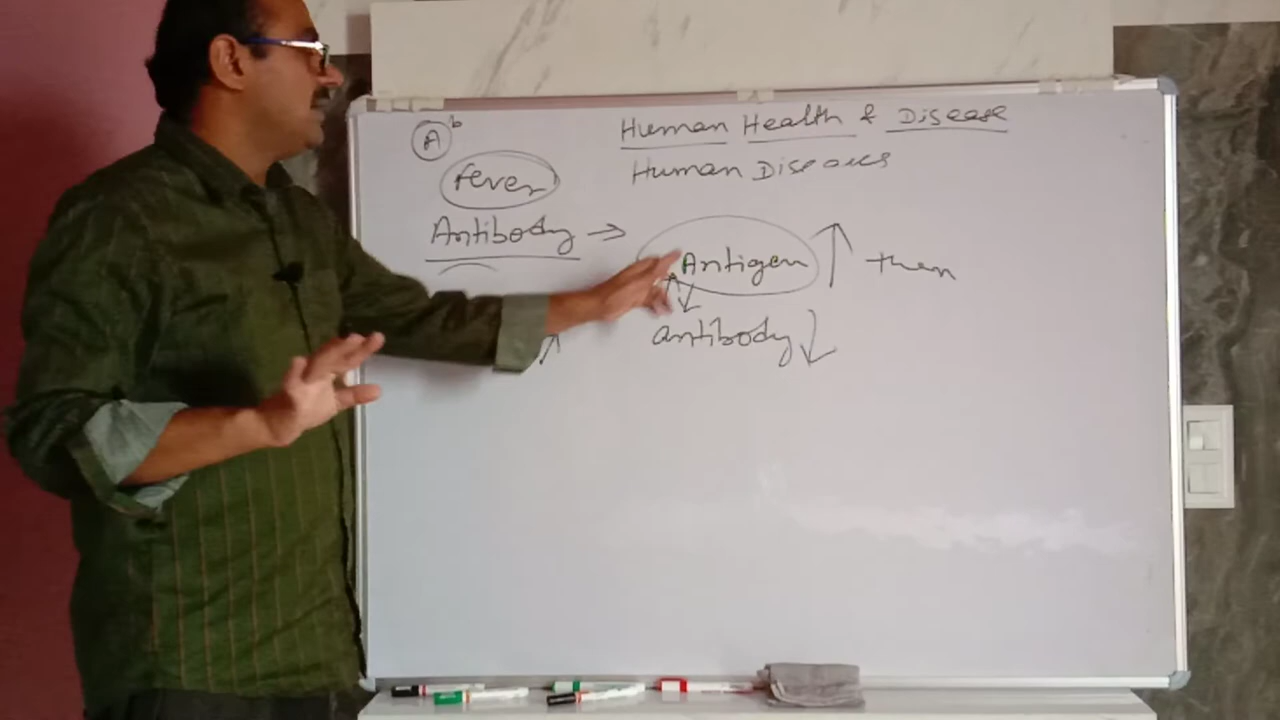 Human Health & Disease
Human Diseases
A b
fever
Antibody → Antigen ↑ then
antibody ↓